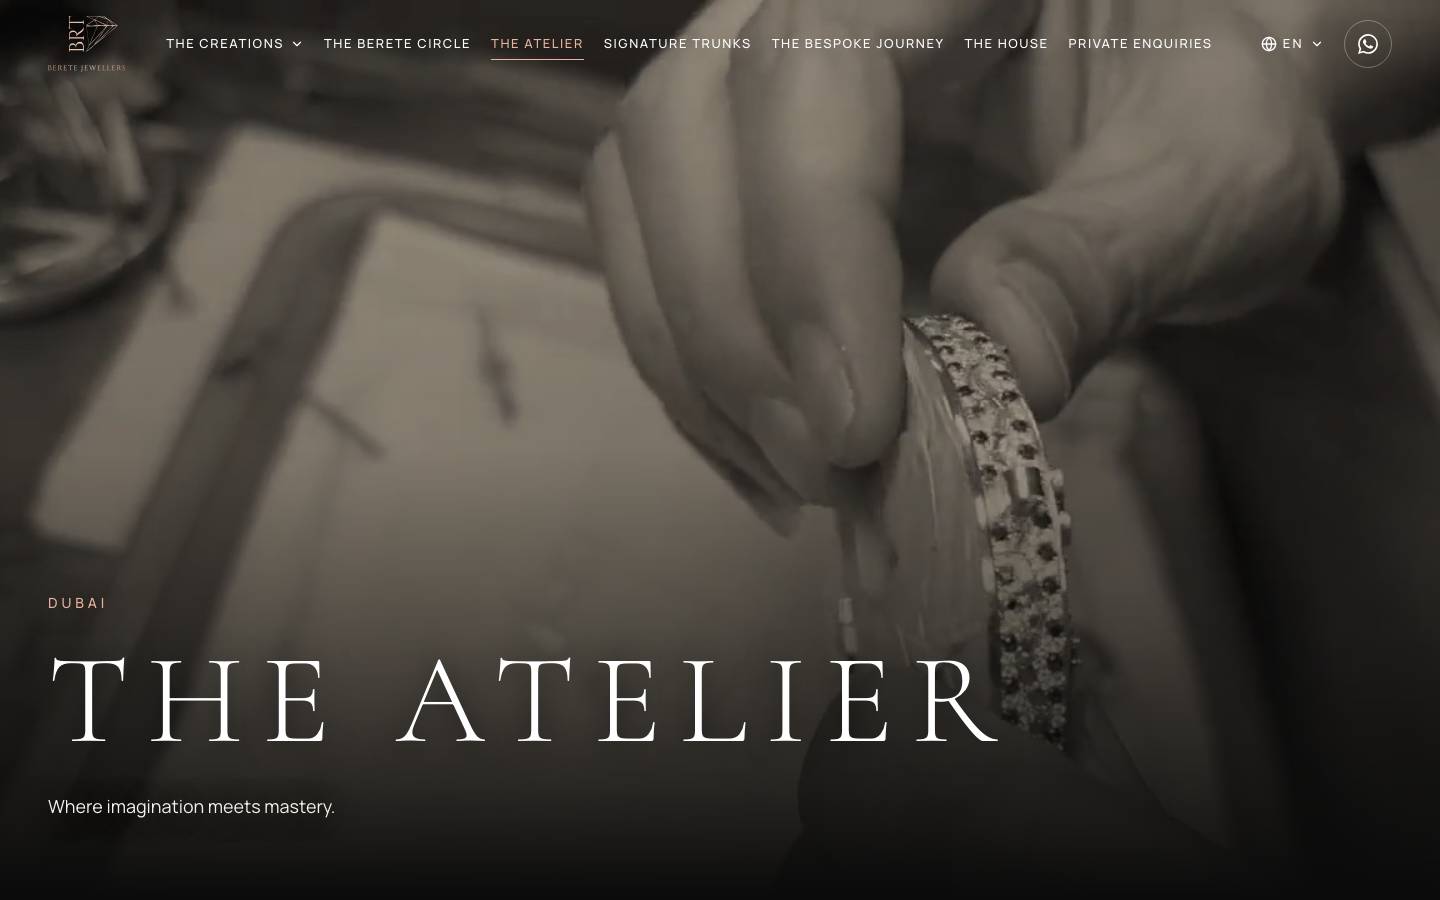 BRT
BERETE JEWELLERS
THE CREATIONS
THE BERETE CIRCLE
THE ATELIER
SIGNATURE TRUNKS
THE BESPOKE JOURNEY
THE HOUSE
PRIVATE ENQUIRIES
EN
DUBAI
THE ATELIER
Where imagination meets mastery.